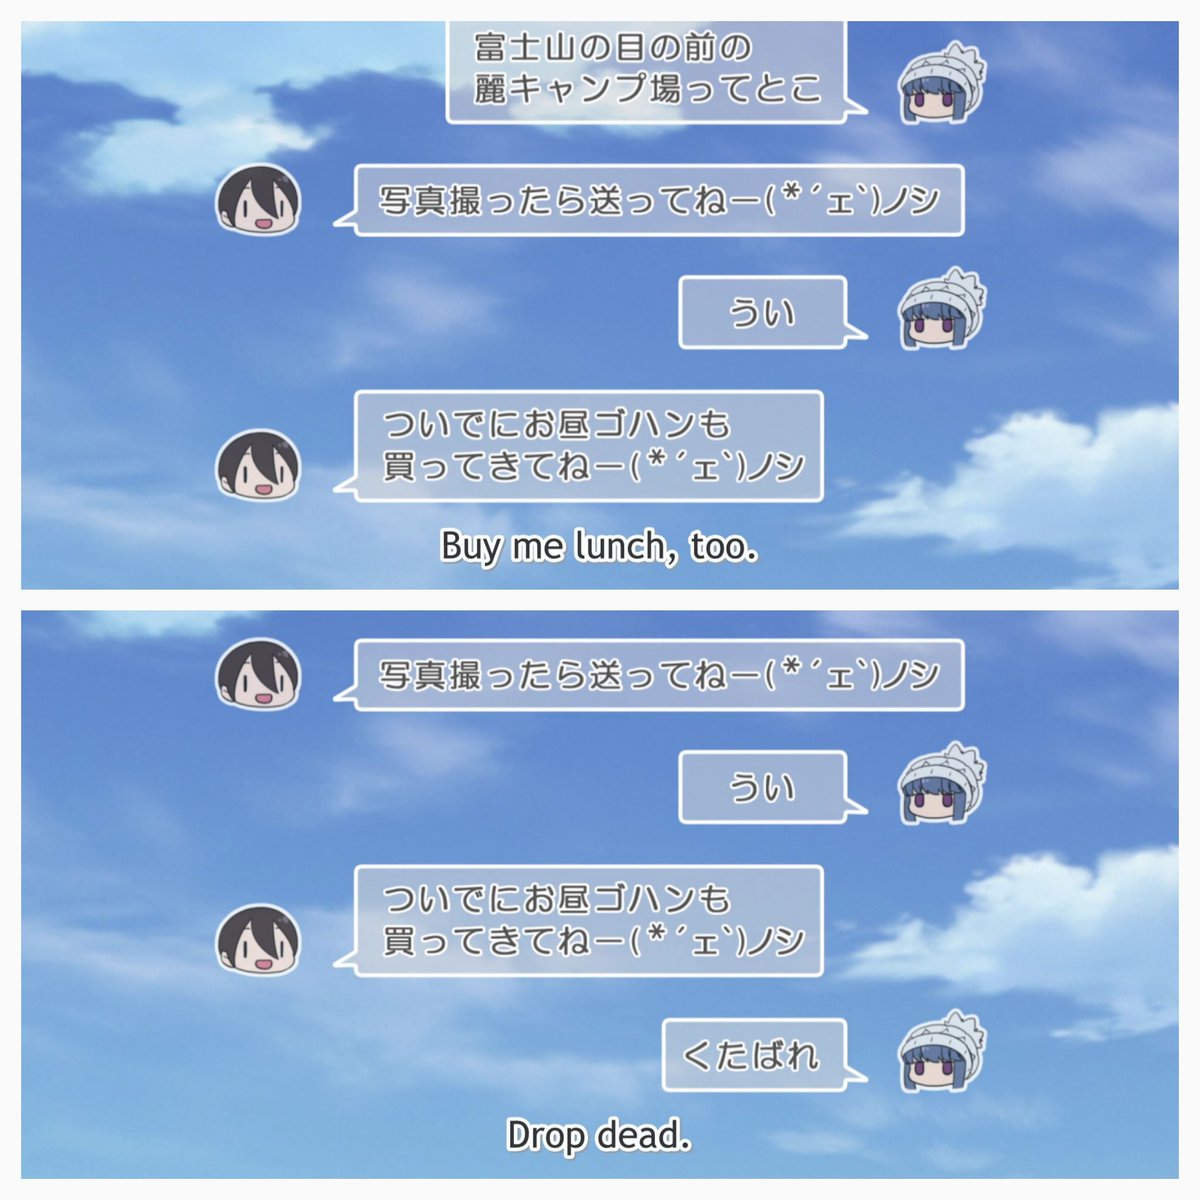 富士山の目の前の
麗キャンプ場ってとこ
写真撮ったら送ってねー(*´ェ`)ノシ
うい
ついでにお昼ゴハンも
買ってきてねー(*´ェ`)ノシ
Buy me lunch, too.
写真撮ったら送ってねー(*´ェ`)ノシ
うい
ついでにお昼ゴハンも
買ってきてねー(*´ェ`)ノシ
くたばれ
Drop dead.